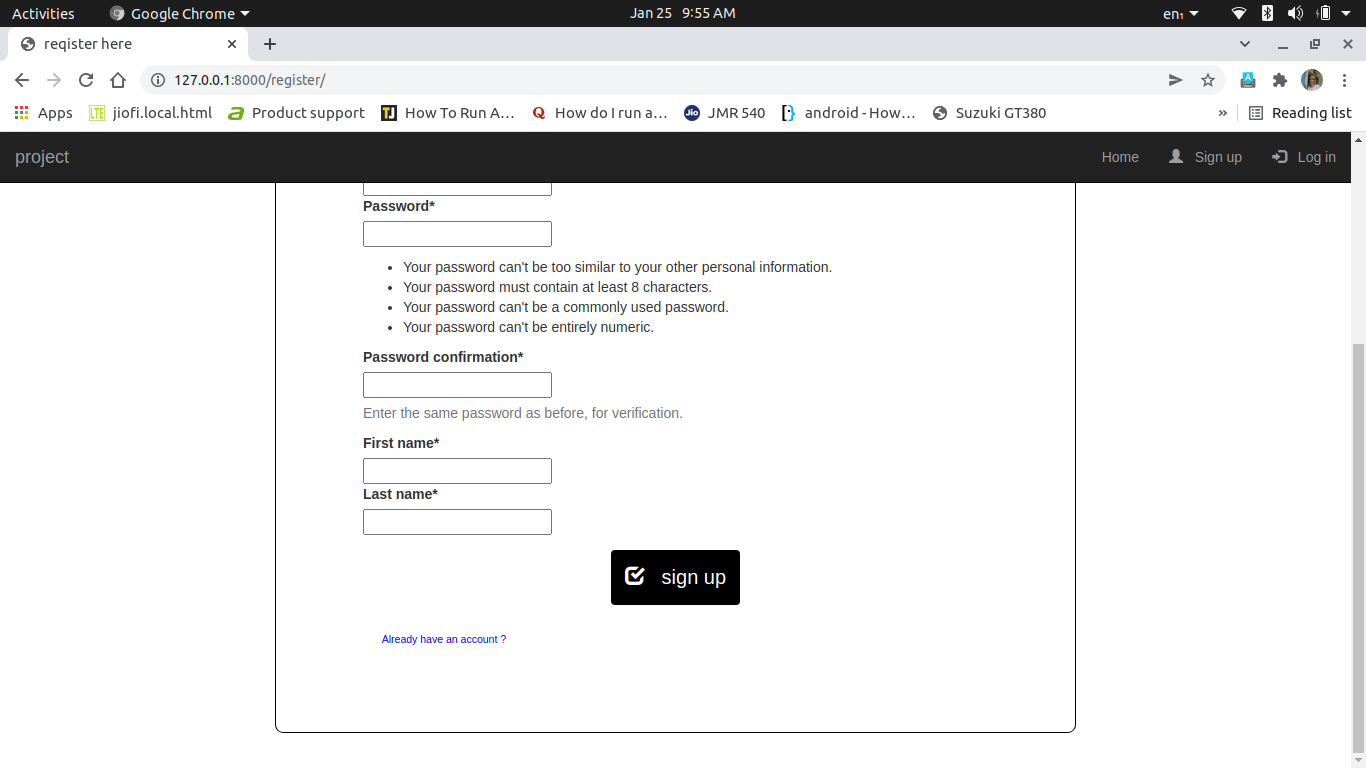 Activities Google Chrome Jan 25 9:55 AM en₁
reqister here
127.0.0.1:8000/register/
Apps LTE jiofi.local.html Product support TJ How To Run A… Q How do I run a… Jio JMR 540 android - How… Suzuki GT380 » Reading list
project Home Sign up Log in
Password*
Your password can't be too similar to your other personal information.
Your password must contain at least 8 characters.
Your password can't be a commonly used password.
Your password can't be entirely numeric.
Password confirmation*
Enter the same password as before, for verification.
First name*
Last name*
sign up
Already have an account ?